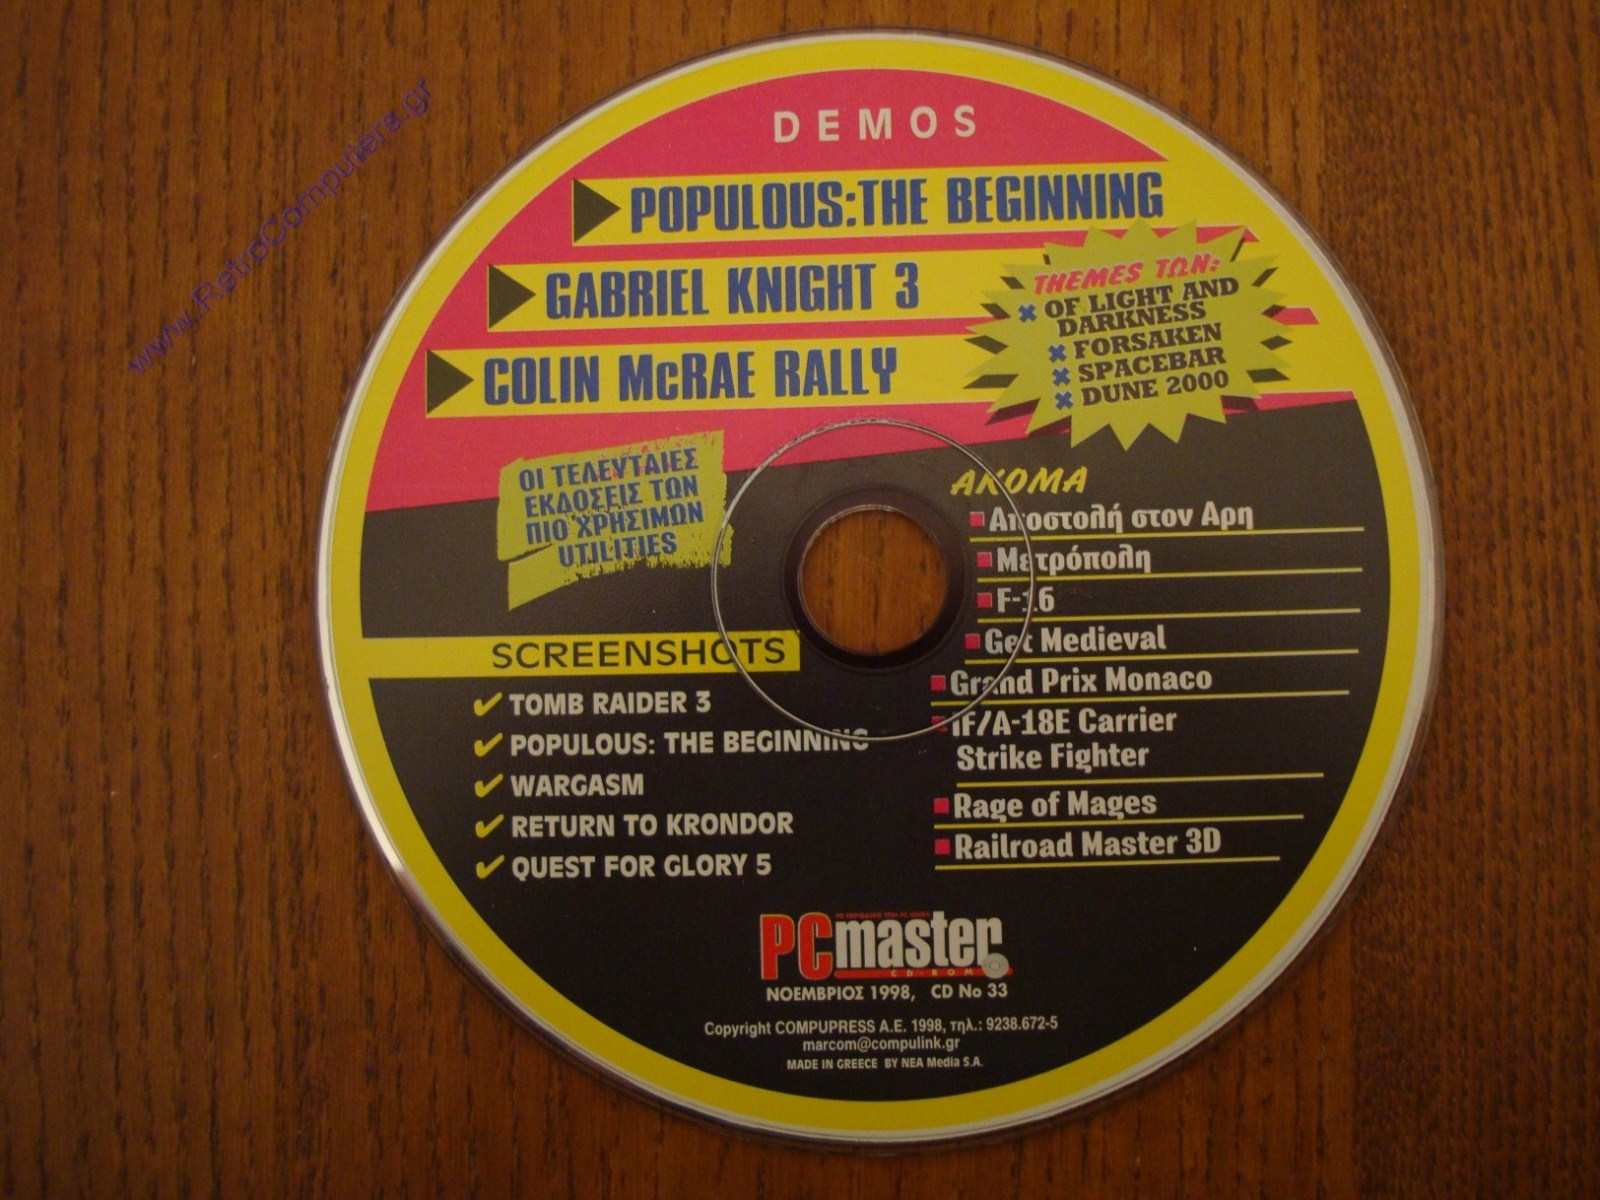 www.RetroComputers.gr
DEMOS
POPULOUS:THE BEGINNING
GABRIEL KNIGHT 3
COLIN McRAE RALLY
THEMES ΤΩΝ:
OF LIGHT AND
DARKNESS
FORSAKEN
SPACEBAR
DUNE 2000
ΟΙ ΤΕΛΕΥΤΑΙΕΣ
ΕΚΔΟΣΕΙΣ ΤΩΝ
ΠΙΟ ΧΡΗΣΙΜΩΝ
UTILITIES
ΑΚΟΜΑ
Αποστολή στον Αρη
Μετρόπολη
F-16
Get Medieval
Grand Prix Monaco
iF/A-18E Carrier
Strike Fighter
Rage of Mages
Railroad Master 3D
SCREENSHOTS
TOMB RAIDER 3
POPULOUS: THE BEGINNING
WARGASM
RETURN TO KRONDOR
QUEST FOR GLORY 5
PC master
CD-ROM
ΝΟΕΜΒΡΙΟΣ 1998, CD No 33
Copyright COMPUPRESS A.E. 1998, τηλ.: 9238.672-5
marcom@compulink.gr
MADE IN GREECE BY NEA Media S.A.